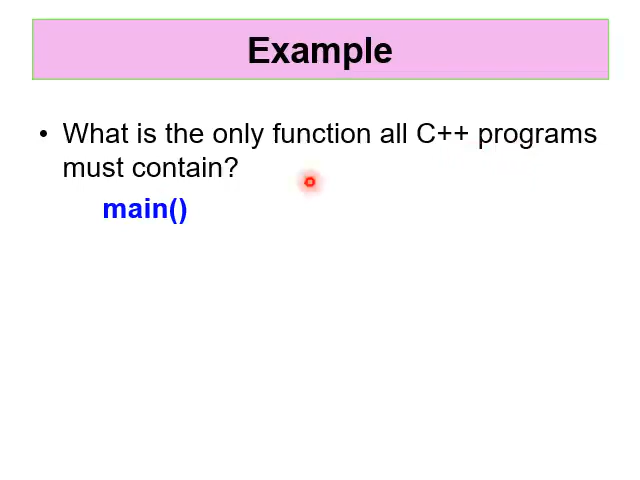 Example
• What is the only function all C++ programs
must contain?
main()